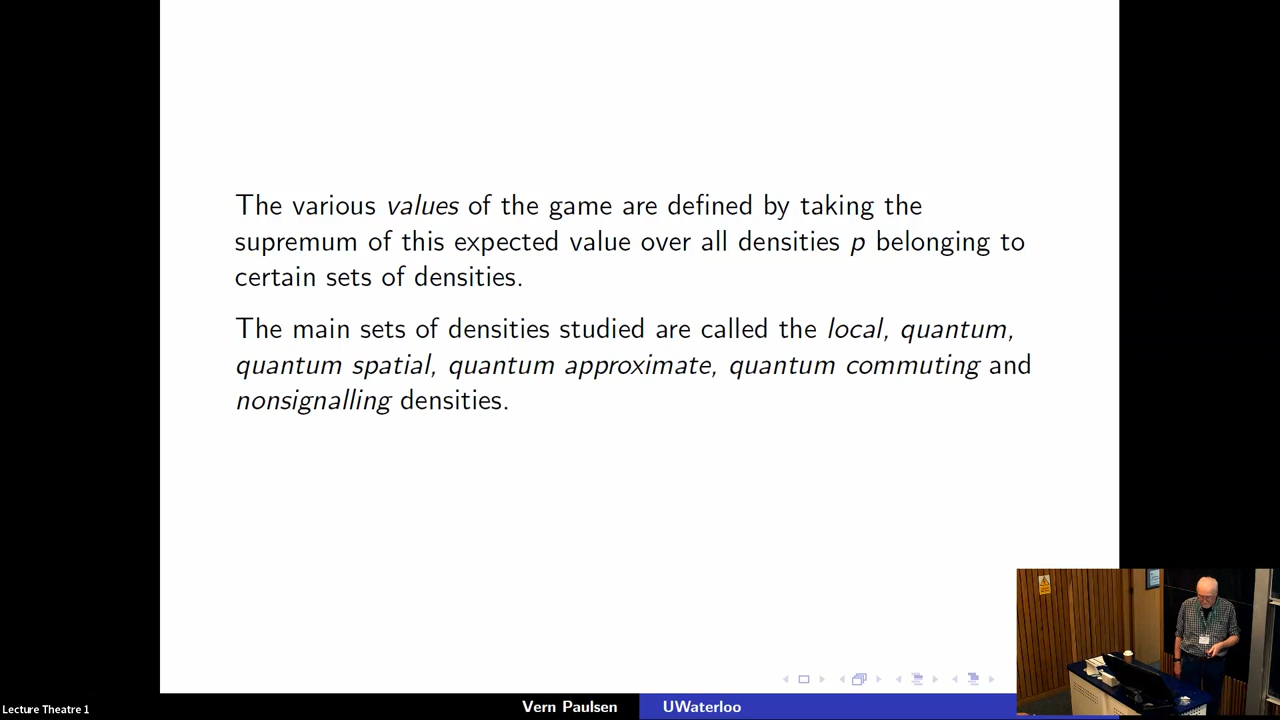 The various values of the game are defined by taking the
supremum of this expected value over all densities p belonging to
certain sets of densities.
The main sets of densities studied are called the local, quantum,
quantum spatial, quantum approximate, quantum commuting and
nonsignalling densities.
Vern Paulsen
UWaterloo
Lecture Theatre 1